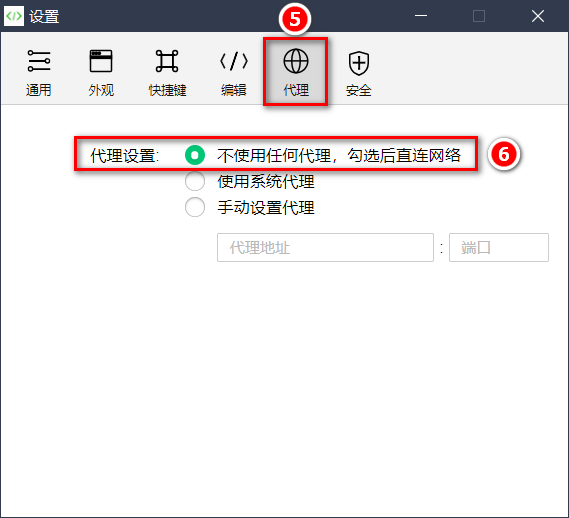 设置
5
通用 外观 快捷键 编辑 代理 安全
代理设置: 不使用任何代理，勾选后直连网络
6
使用系统代理
手动设置代理
代理地址 : 端口